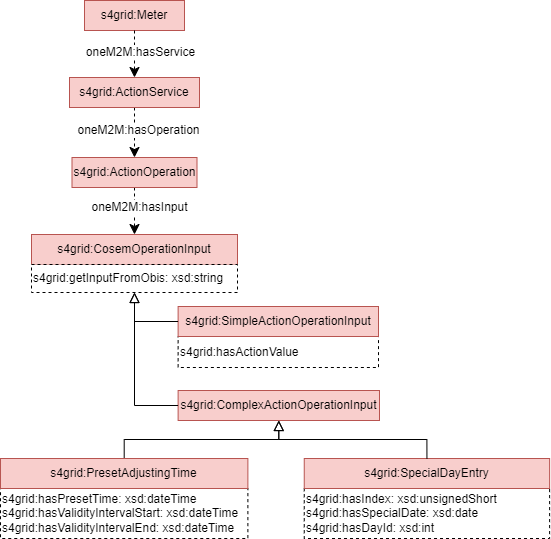 s4grid:Meter
oneM2M:hasService
s4grid:ActionService
oneM2M:hasOperation
s4grid:ActionOperation
oneM2M:hasInput
s4grid:CosemOperationInput
s4grid:getInputFromObis: xsd:string
s4grid:SimpleActionOperationInput
s4grid:hasActionValue
s4grid:ComplexActionOperationInput
s4grid:PresetAdjustingTime
s4grid:hasPresetTime: xsd:dateTime
s4grid:hasValidityIntervalStart: xsd:dateTime
s4grid:hasValidityIntervalEnd: xsd:dateTime
s4grid:SpecialDayEntry
s4grid:hasIndex: xsd:unsignedShort
s4grid:hasSpecialDate: xsd:date
s4grid:hasDayId: xsd:int